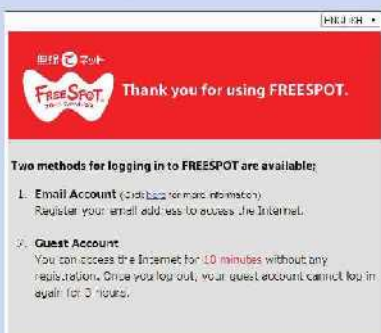 ENGLISH
FREESPOT
Thank you for using FREESPOT.
Two methods for logging in to FREESPOT are available;
1. Email Account (Click here for more information)
Register your email address to access the Internet.
2. Guest Account
You can access the Internet for 10 minutes without any
registration. Once you log out, your guest account cannot log in
again for 3 hours.